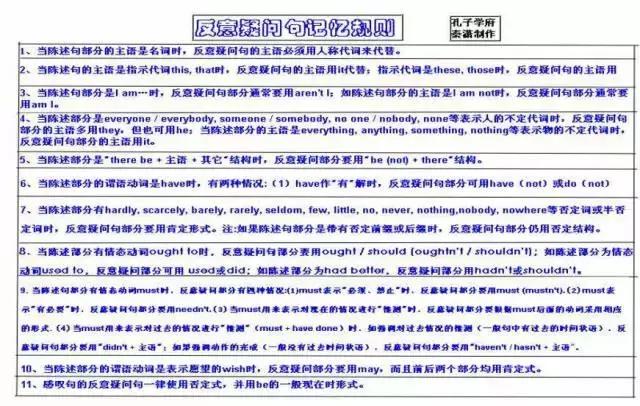 反意疑问句记忆规则
孔子学府
秦潇制作
1、当陈述句部分的主语是名词时，反意疑问句的主语必须用人称代词来代替。
2、当陈述句的主语是指示代词this, that时，反意疑问句的主语用it代替；指示代词是these, those时，反意疑问句的主语用
3、当陈述句部分是I am…时，反意疑问句部分通常要用aren't I；如陈述句部分的主语是I am not时，反意疑问句部分通常要
用am I。
4、当陈述部分是everyone / everybody, someone / somebody, no one / nobody, none等表示人的不定代词时，反意疑问句
部分的主语多用they，但也可用he；当陈述部分的主语是everything, anything, something, nothing等表示物的不定代词时，
反意疑问句部分的主语用it。
5、当陈述部分是"there be + 主语 + 其它"结构时，反意疑问部分要用"be (not) + there"结构。
6、当陈述部分的谓语动词是have时，有两种情况：（1）have作"有"解时，反意疑问句部分可用have（not）或do（not）
7、当陈述部分有hardly, scarcely, barely, rarely, seldom, few, little, no, never, nothing,nobody, nowhere等否定词或半否
定词时，反意疑问句部分要用肯定形式。注：如果陈述句部分是带有否定前缀或后缀时，反意疑问句部分仍用否定结构。
8、当陈述部分有情态动词ought to时，反意疑问句部分要用ought / should (oughtn't / shouldn't)；如陈述部分为情态
动词used to，反意疑问部分可用 used或did；如陈述部分为had better，反意疑问部分用hadn't或shouldn't。
9、当陈述句部分有情态动词must时，反意疑问句部分有四种情况:(1)must表示"必须、禁止"时，反意疑问句部分要用must (mustn't).(2)must表
示"有必要"时，反意疑问句部分要用needn't.(3)当must用来表示对现在的情况进行"推测"时，反意疑问句部分要根据must后面的动词采用相应
的形式.(4)当must用来表示对过去的情况进行"推测"（must + have done）时，如强调对过去情况的推测（一般句中有过去的时间状语），反
意疑问句部分要用"didn't + 主语"；如果强调动作的完成（一般没有过去时间状语），反意疑问句部分要用"haven't / hasn't + 主语"．
10、当陈述部分的谓语动词是表示愿望的wish时，反意疑问句部分要用may，而且前后两个部分均用肯定式。
11、感叹句的反意疑问句一律使用否定式，并用be的一般现在时形式。